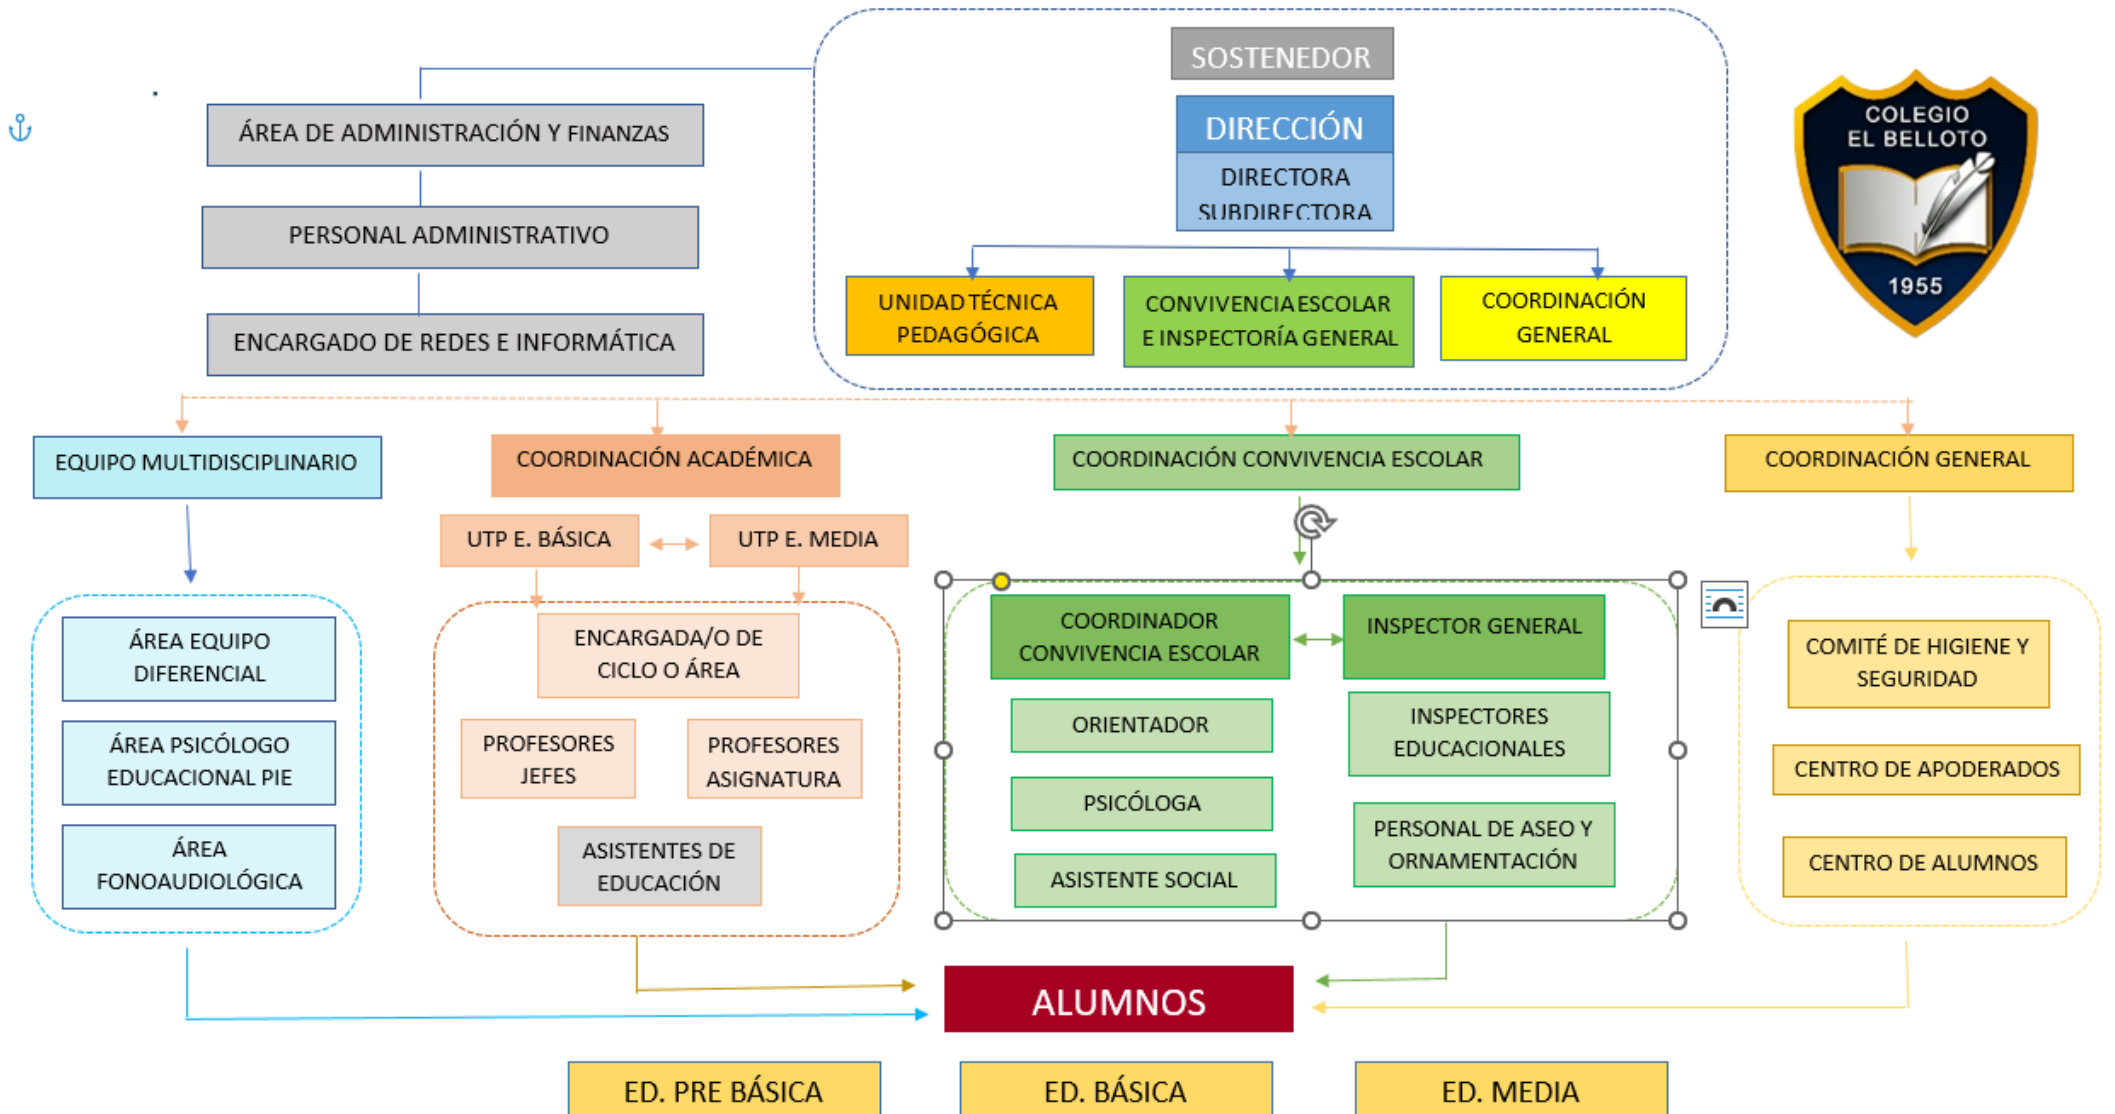 SOSTENEDOR
DIRECCIÓN
DIRECTORA
SUBDIRECTORA
COLEGIO
EL BELLOTO
1955
ÁREA DE ADMINISTRACIÓN Y FINANZAS
PERSONAL ADMINISTRATIVO
ENCARGADO DE REDES E INFORMÁTICA
UNIDAD TÉCNICA
PEDAGÓGICA
CONVIVENCIA ESCOLAR
E INSPECTORÍA GENERAL
COORDINACIÓN
GENERAL
EQUIPO MULTIDISCIPLINARIO
COORDINACIÓN ACADÉMICA
COORDINACIÓN CONVIVENCIA ESCOLAR
COORDINACIÓN GENERAL
ÁREA EQUIPO
DIFERENCIAL
ÁREA PSICÓLOGO
EDUCACIONAL PIE
ÁREA
FONOAUDIOLÓGICA
UTP E. BÁSICA
UTP E. MEDIA
ENCARGADA/O DE
CICLO O ÁREA
PROFESORES
JEFES
PROFESORES
ASIGNATURA
ASISTENTES DE
EDUCACIÓN
COORDINADOR
CONVIVENCIA ESCOLAR
ORIENTADOR
PSICÓLOGA
ASISTENTE SOCIAL
INSPECTOR GENERAL
INSPECTORES
EDUCACIONALES
PERSONAL DE ASEO Y
ORNAMENTACIÓN
COMITÉ DE HIGIENE Y
SEGURIDAD
CENTRO DE APODERADOS
CENTRO DE ALUMNOS
ALUMNOS
ED. PRE BÁSICA
ED. BÁSICA
ED. MEDIA